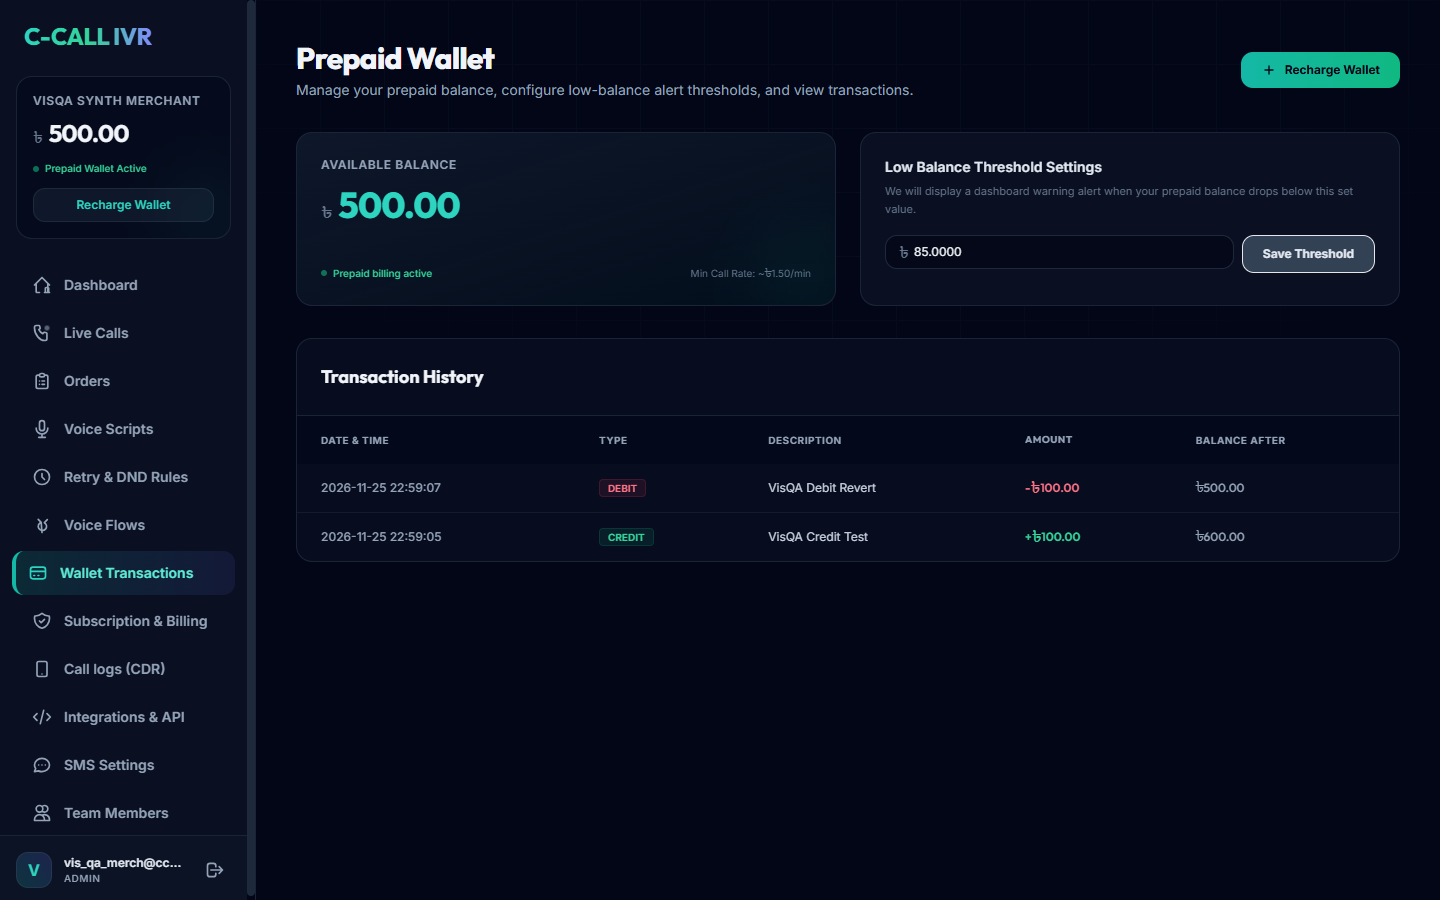 C-CALL IVR
VISQA SYNTH MERCHANT
৳ 500.00
Prepaid Wallet Active
Recharge Wallet
Dashboard
Live Calls
Orders
Voice Scripts
Retry & DND Rules
Voice Flows
Wallet Transactions
Subscription & Billing
Call logs (CDR)
Integrations & API
SMS Settings
Team Members
V
vis_qa_merch@cc...
ADMIN
Prepaid Wallet
Manage your prepaid balance, configure low-balance alert thresholds, and view transactions.
+ Recharge Wallet
AVAILABLE BALANCE
৳ 500.00
Prepaid billing active
Min Call Rate: ~৳1.50/min
Low Balance Threshold Settings
We will display a dashboard warning alert when your prepaid balance drops below this set
value.
৳ 85.0000
Save Threshold
Transaction History
DATE & TIME TYPE DESCRIPTION AMOUNT BALANCE AFTER
2026-11-25 22:59:07 DEBIT VisQA Debit Revert -৳100.00 ৳500.00
2026-11-25 22:59:05 CREDIT VisQA Credit Test +৳100.00 ৳600.00